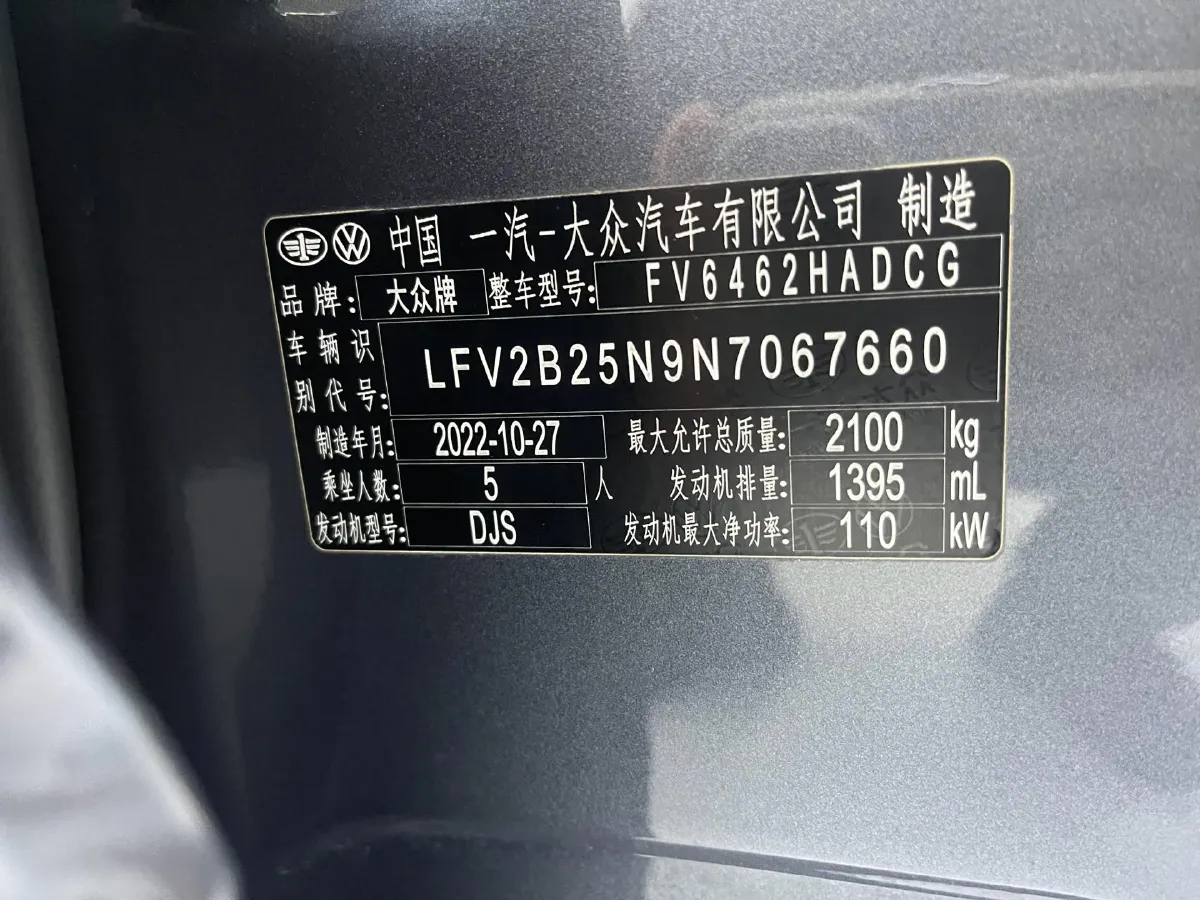 中国 一汽-大众汽车有限公司 制造
品牌: 大众牌 整车型号: FV6462HADCG
车辆识
别代号: LFV2B25N9N7067660
制造年月: 2022-10-27 最大允许总质量: 2100 kg
乘坐人数: 5 人 发动机排量: 1395 mL
发动机型号: DJS 发动机最大净功率: 110 kW